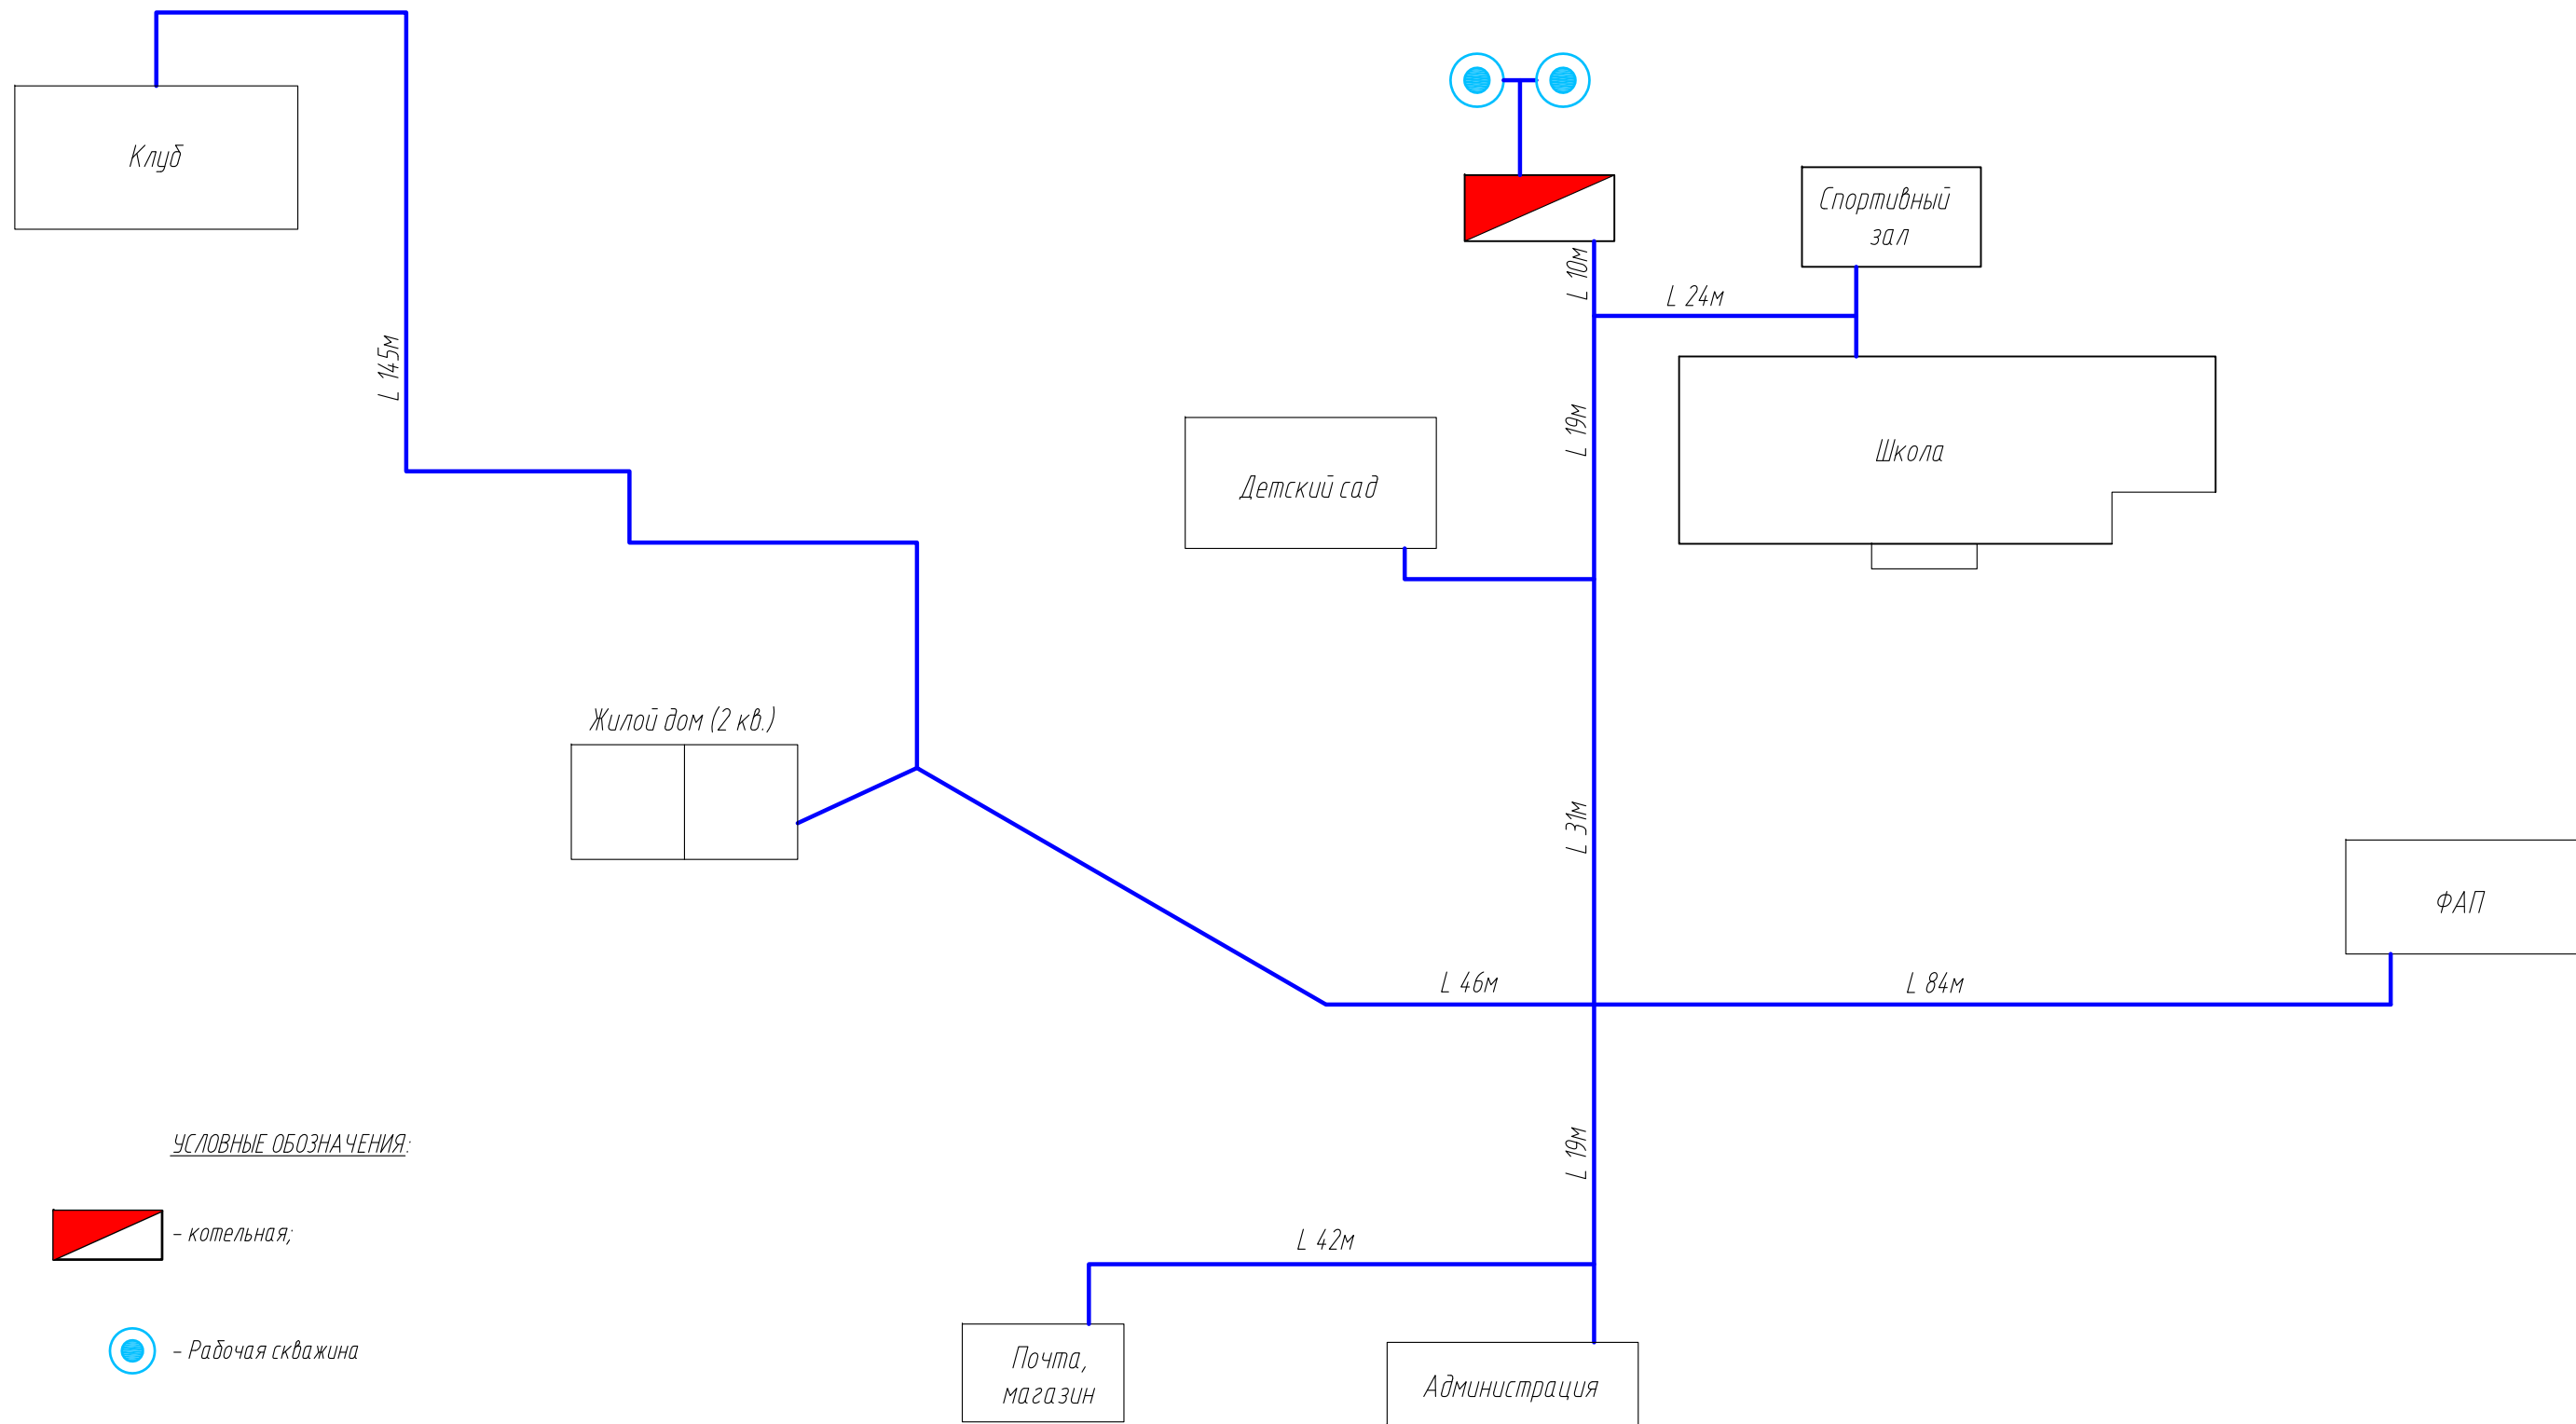 Клуб
Спортивный
зал
L 10м
L 24м
L 145м
L 19м
Школа
Детский сад
Жилой дом (2 кв.)
L 31м
ФАП
L 46м
L 84м
УСЛОВНЫЕ ОБОЗНАЧЕНИЯ:
L 19м
- котельная;
L 42м
- Рабочая скважина
Почта,
магазин
Администрация